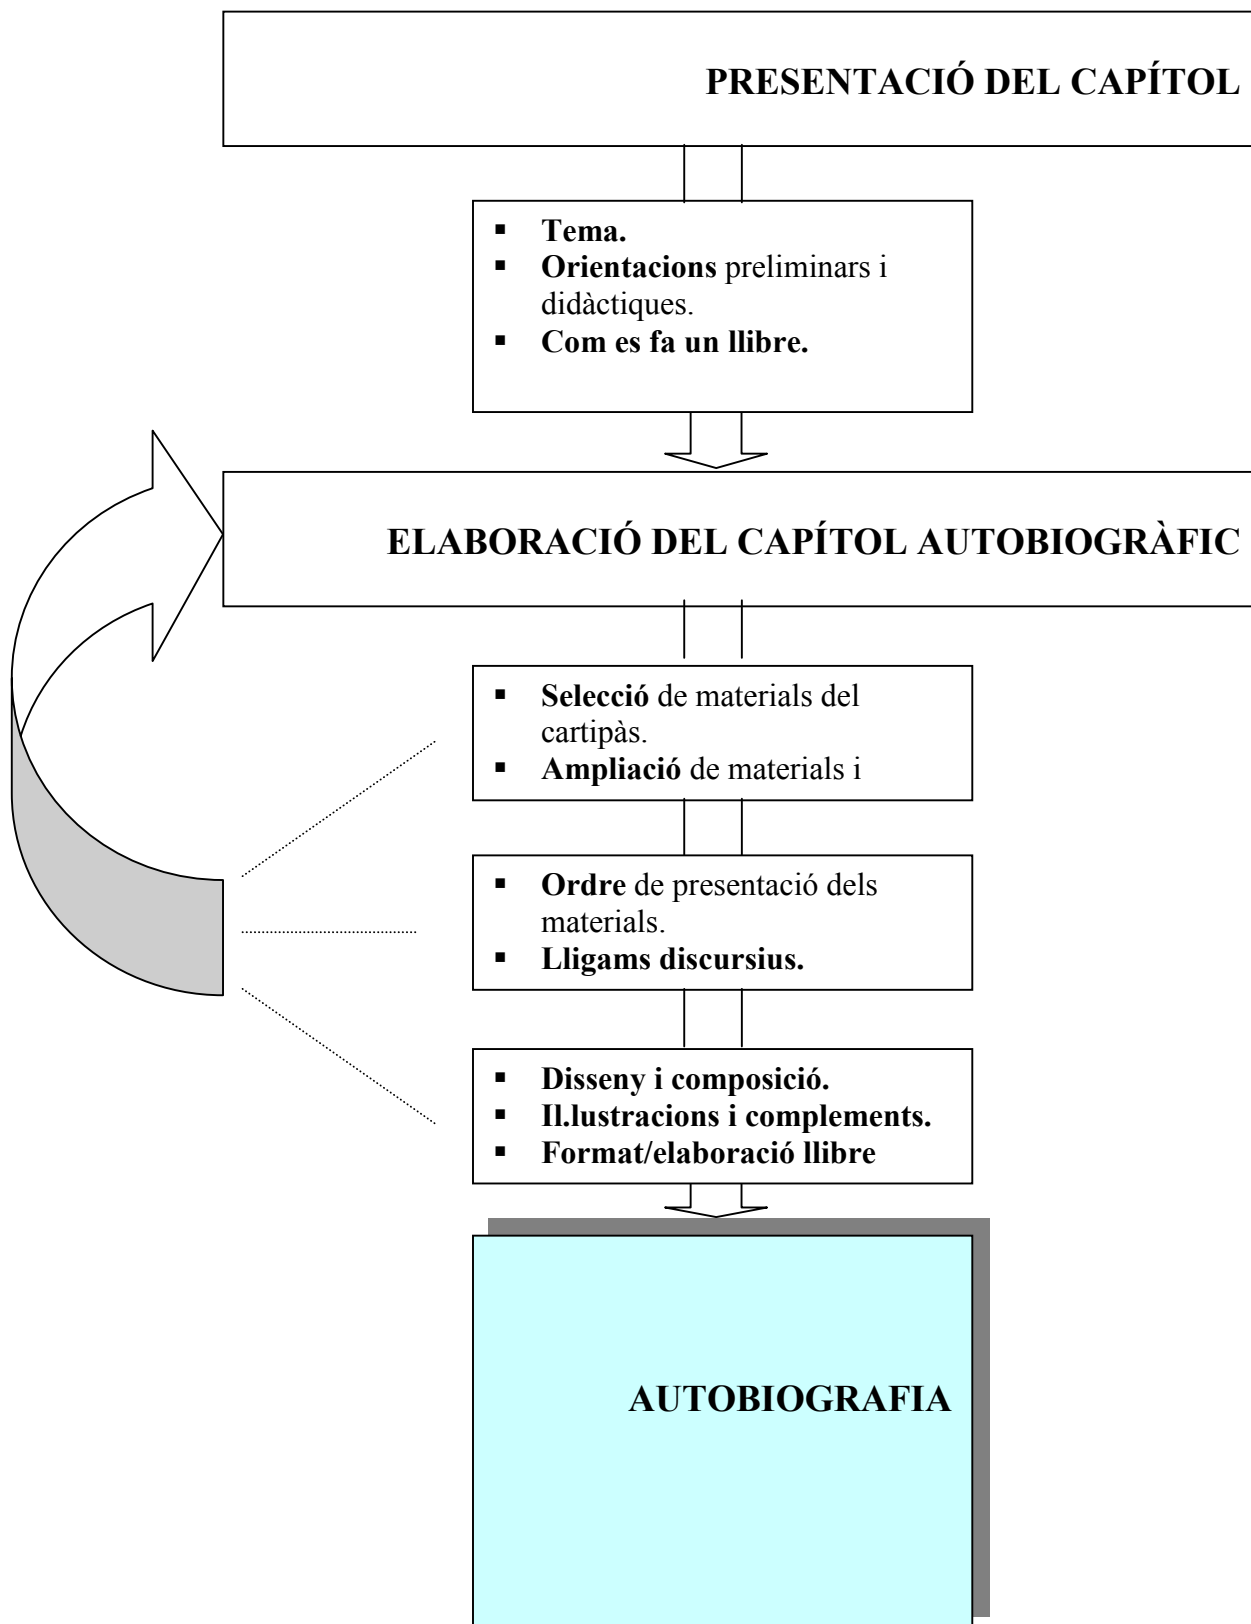 PRESENTACIÓ DEL CAPÍTOL
▪ Tema.
▪ Orientacions preliminars i
didàctiques.
▪ Com es fa un llibre.
ELABORACIÓ DEL CAPÍTOL AUTOBIOGRÀFIC
▪ Selecció de materials del
cartipàs.
▪ Ampliació de materials i
▪ Ordre de presentació dels
materials.
▪ Lligams discursius.
▪ Disseny i composició.
▪ Il.lustracions i complements.
▪ Format/elaboració llibre
AUTOBIOGRAFIA